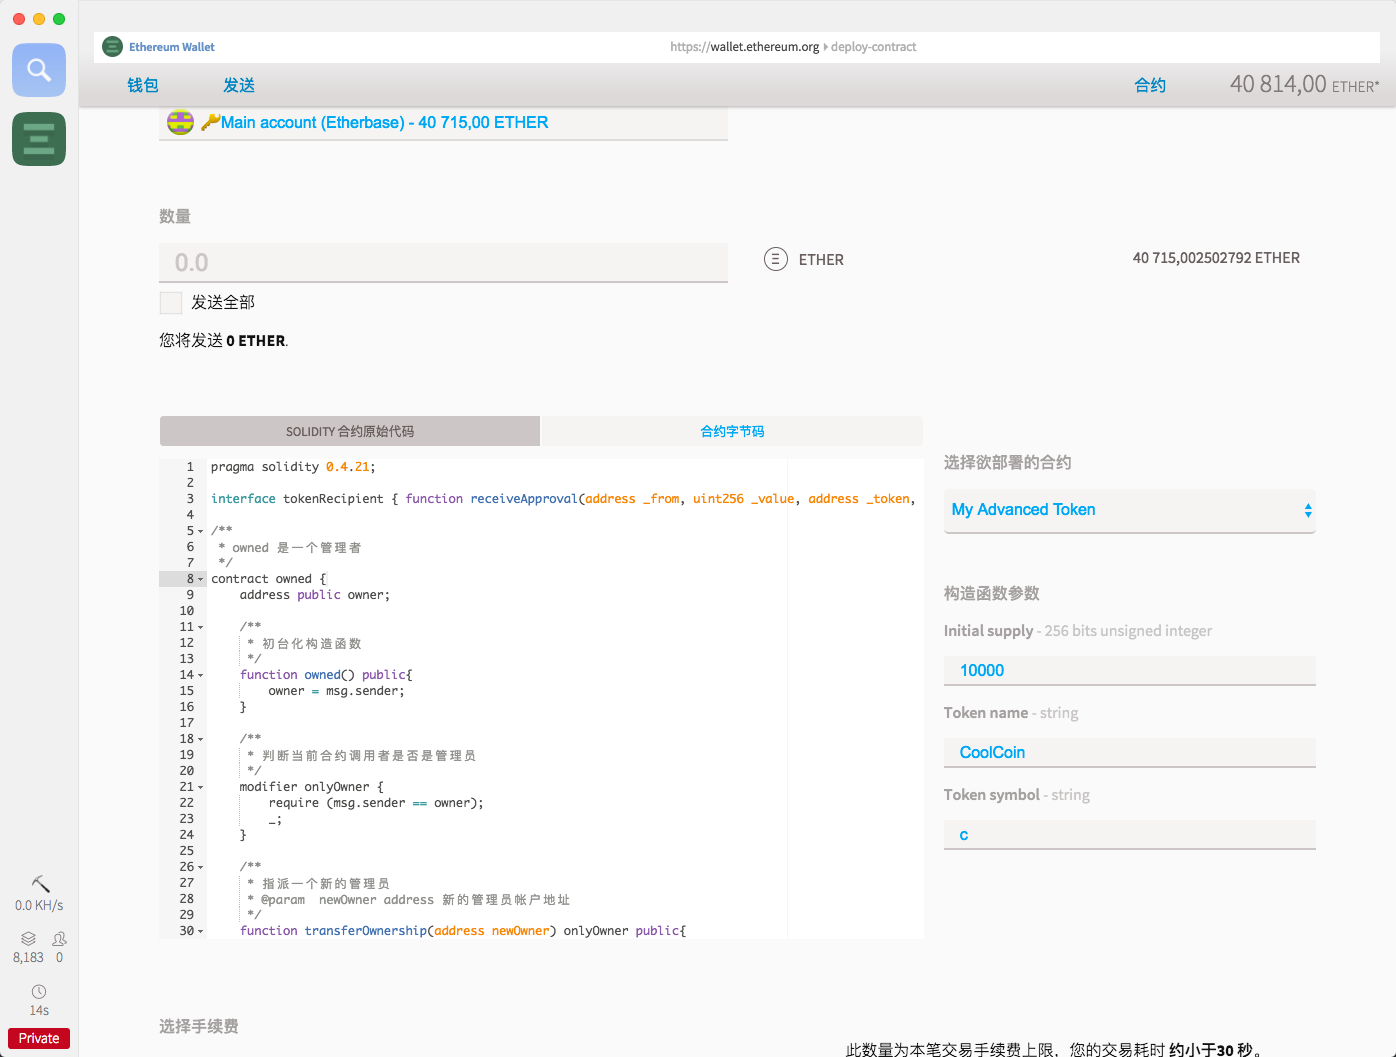 Ethereum Wallet
https://wallet.ethereum.org deploy-contract
钱包 发送 合约 40 814,00 ETHER*
Main account (Etherbase) - 40 715,00 ETHER
数量
0.0
ETHER
40 715,002502792 ETHER
发送全部
您将发送 0 ETHER.
SOLIDITY 合约原始代码
合约字节码
1 pragma solidity 0.4.21;
2
3 interface tokenRecipient { function receiveApproval(address _from, uint256 _value, address _token,
4
5 /**
6 * owned 是一个管理者
7 */
8 contract owned {
9 address public owner;
10
11 /**
12 * 初台化构造函数
13 */
14 function owned() public{
15 owner = msg.sender;
16 }
17
18 /**
19 * 判断当前合约调用者是否是管理员
20 */
21 modifier onlyOwner {
22 require (msg.sender == owner);
23 _;
24 }
25
26 /**
27 * 指派一个新的管理员
28 * @param newOwner address 新的管理员帐户地址
29 */
30 function transferOwnership(address newOwner) onlyOwner public{
选择欲部署的合约
My Advanced Token
构造函数参数
Initial supply - 256 bits unsigned integer
10000
Token name - string
CoolCoin
Token symbol - string
c
选择手续费
此数量为本笔交易手续费上限，您的交易耗时 约小于30 秒。
0.0 KH/s
8,183 0
14s
Private